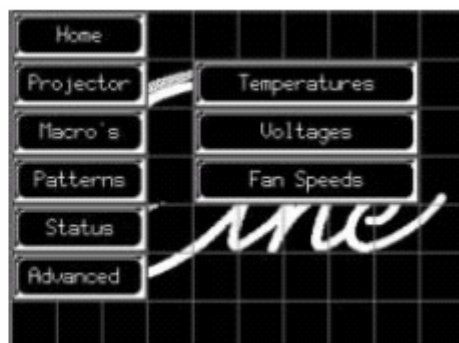 Home
Projector
Temperatures
Macro's
Voltages
Patterns
Fan Speeds
Status
Advanced